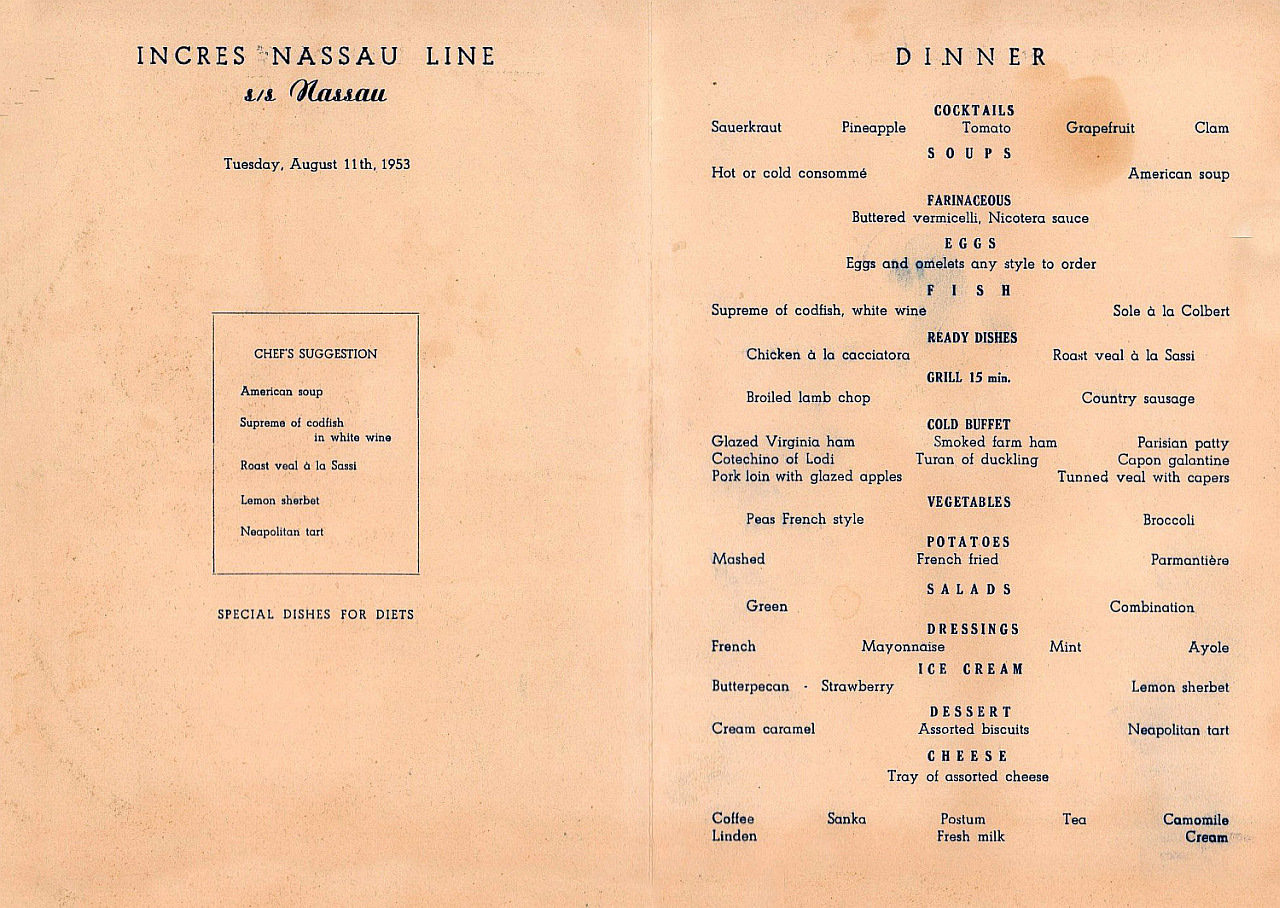 INCRES NASSAU LINE
s/s Nassau
Tuesday, August 11th, 1953
CHEF'S SUGGESTION
American soup
Supreme of codfish
in white wine
Roast veal à la Sassi
Lemon sherbet
Neapolitan tart
SPECIAL DISHES FOR DIETS
DINNER
COCKTAILS
Sauerkraut Pineapple Tomato Grapefruit Clam
SOUPS
Hot or cold consommé American soup
FARINACEOUS
Buttered vermicelli, Nicotera sauce
EGGS
Eggs and omelets any style to order
FISH
Supreme of codfish, white wine Sole à la Colbert
READY DISHES
Chicken à la cacciatora Roast veal à la Sassi
GRILL 15 min.
Broiled lamb chop Country sausage
COLD BUFFET
Glazed Virginia ham Smoked farm ham Parisian patty
Cotechino of Lodi Turan of duckling Capon galantine
Pork loin with glazed apples Tunned veal with capers
VEGETABLES
Peas French style Broccoli
POTATOES
Mashed French fried Parmantière
SALADS
Green Combination
DRESSINGS
French Mayonnaise Mint Ayole
ICE CREAM
Butterpecan - Strawberry Lemon sherbet
DESSERT
Cream caramel Assorted biscuits Neapolitan tart
CHEESE
Tray of assorted cheese
Coffee Sanka Postum Tea Camomile
Linden Fresh milk Cream